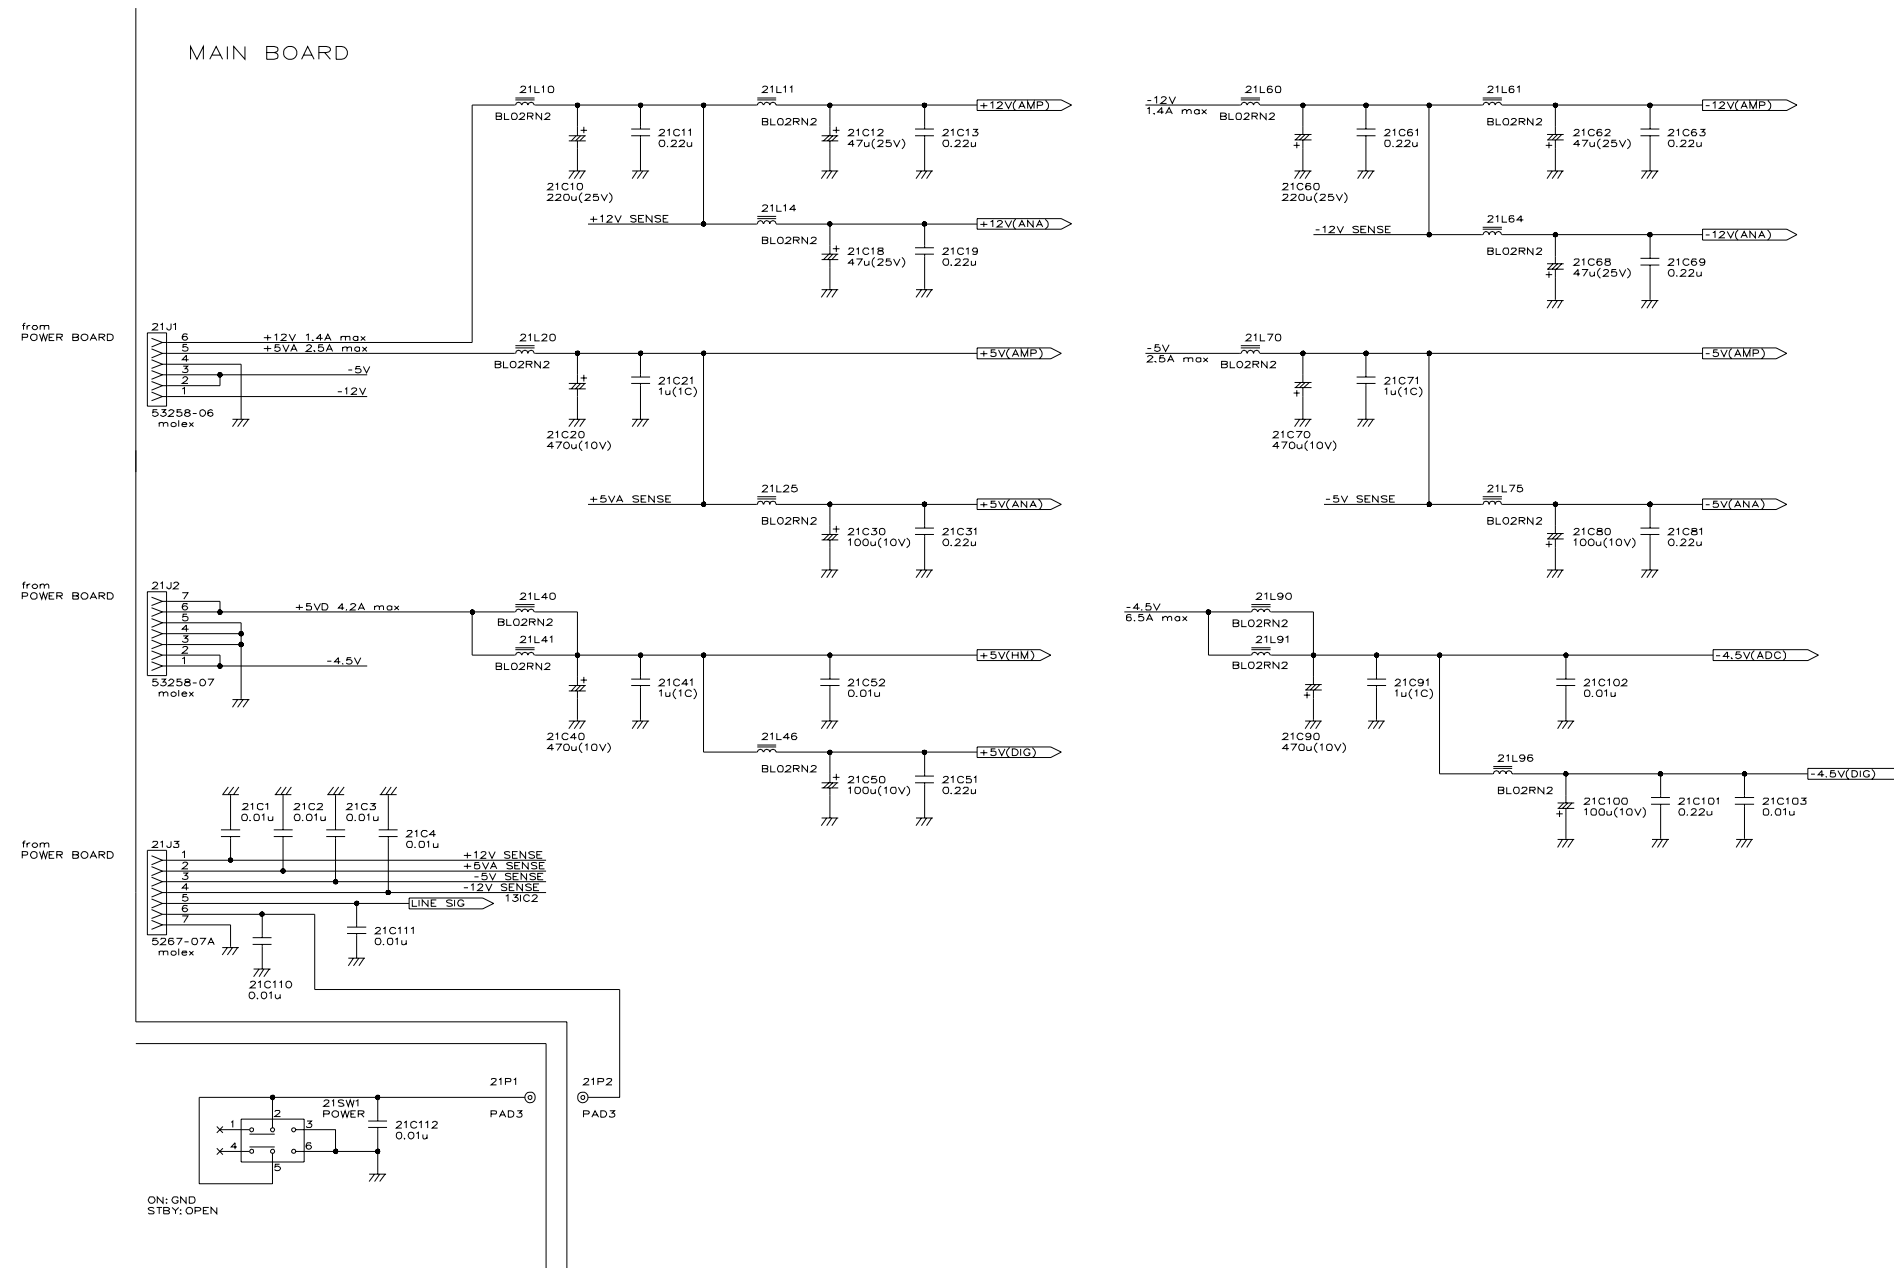 MAIN BOARD
21L10
BL02RN2
21C10
220u(25V)
21C11
0.22u
21L11
BL02RN2
21C12
47u(25V)
21C13
0.22u
+12V(AMP)
+12V SENSE
21L14
BL02RN2
21C18
47u(25V)
21C19
0.22u
+12V(ANA)
-12V
1.4A max
21L60
BL02RN2
21C60
220u(25V)
21C61
0.22u
21L61
BL02RN2
21C62
47u(25V)
21C63
0.22u
-12V(AMP)
-12V SENSE
21L64
BL02RN2
21C68
47u(25V)
21C69
0.22u
-12V(ANA)
from
POWER BOARD
21J1
6
5
4
3
2
1
+12V 1.4A max
+5VA 2.5A max
-5V
-12V
53258-06
molex
21L20
BL02RN2
21C20
470u(10V)
21C21
1u(1C)
+5V(AMP)
+5VA SENSE
21L25
BL02RN2
21C30
100u(10V)
21C31
0.22u
+5V(ANA)
-5V
2.5A max
21L70
BL02RN2
21C70
470u(10V)
21C71
1u(1C)
-5V(AMP)
-5V SENSE
21L75
BL02RN2
21C80
100u(10V)
21C81
0.22u
-5V(ANA)
from
POWER BOARD
21J2
7
6
5
4
3
2
1
+5VD 4.2A max
-4.5V
53258-07
molex
21L40
BL02RN2
21L41
BL02RN2
21C40
470u(10V)
21C41
1u(1C)
21C52
0.01u
+5V(HM)
21L46
BL02RN2
21C50
100u(10V)
21C51
0.22u
+5V(DIG)
-4.5V
6.5A max
21L90
BL02RN2
21L91
BL02RN2
21C90
470u(10V)
21C91
1u(1C)
21C102
0.01u
-4.5V(ADC)
21L96
BL02RN2
21C100
100u(10V)
21C101
0.22u
21C103
0.01u
-4.5V(DIG)
21C1
0.01u
21C2
0.01u
21C3
0.01u
21C4
0.01u
from
POWER BOARD
21J3
1
2
3
4
5
6
7
+12V SENSE
+5VA SENSE
-5V SENSE
-12V SENSE
13IC2
LINE SIG
5267-07A
molex
21C111
0.01u
21C110
0.01u
21P1
PAD3
21P2
PAD3
21SW1
POWER
1
2
3
4
5
6
21C112
0.01u
ON:GND
STBY:OPEN